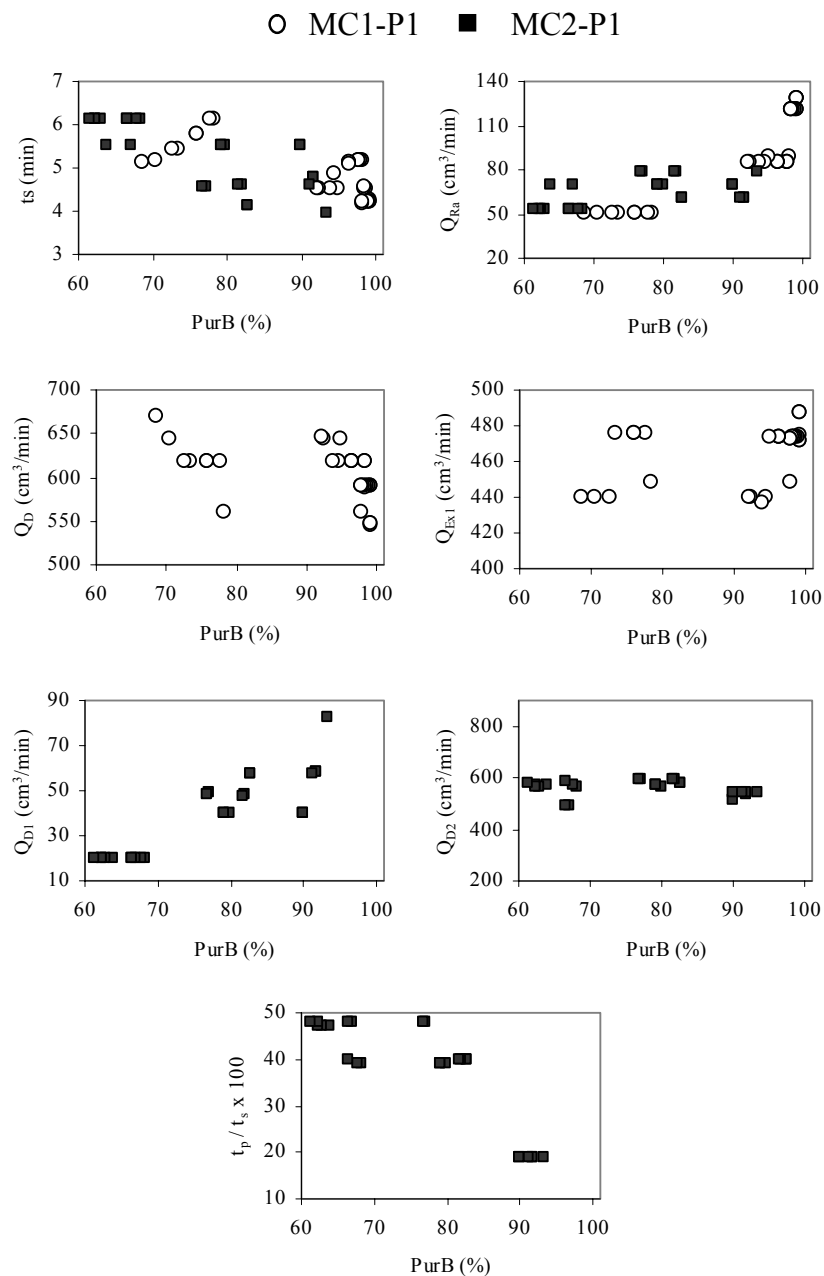 MC1-P1 MC2-P1
7
6
5
4
3
ts (min)
60 70 80 90 100
PurB (%)
140
110
80
50
20
Q_Ra (cm³/min)
60 70 80 90 100
PurB (%)
700
650
600
550
500
Q_D (cm³/min)
60 70 80 90 100
PurB (%)
500
480
460
440
420
400
Q_Ex1 (cm³/min)
60 70 80 90 100
PurB (%)
90
70
50
30
10
Q_D1 (cm³/min)
60 70 80 90 100
PurB (%)
800
600
400
200
Q_D2 (cm³/min)
60 70 80 90 100
PurB (%)
50
40
30
20
10
t_p / t_s x 100
60 70 80 90 100
PurB (%)